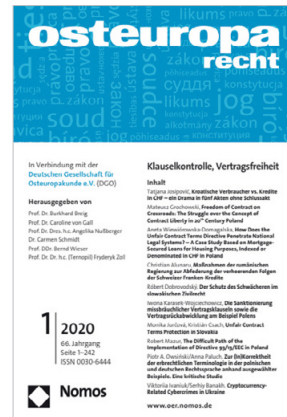 osteuropa
recht
In Verbindung mit der
Deutschen Gesellschaft für
Osteuropakunde e.V. (DGO)
Herausgegeben von
Prof. Dr. Burkhard Breig
Prof. Dr. Caroline von Gall
Prof. Dr. Dres. h.c. Angelika Nußberger
Dr. Carmen Schmidt
Prof. DDr. Bernd Wieser
Prof. Dr. Dr. h.c. (Ternopil) Fryderyk Zoll
1 | 2020
66. Jahrgang
Seite 1–242
ISSN 0030-6444
Nomos
Klauselkontrolle, Vertragsfreiheit
Inhalt
Tatjana Josipović, Kroatische Verbraucher vs. Kredite
in CHF – ein Drama in fünf Akten ohne Schlussakt
Mateusz Grochowski, Freedom of Contract on
Crossroads: The Struggle over the Concept of
Contract Liberty in 20th Century Poland
Aneta Wiewiórowska-Domagalska, How Does the
Unfair Contract Terms Directive Penetrate National
Legal Systems? – A Case Study Based on Mortgage-
Secured Loans for Housing Purposes, Indexed or
Denominated in CHF in Poland
Christian Alunaru, Maßnahmen der rumänischen
Regierung zur Abfederung der verheerenden Folgen
der Schweizer Franken-Kredite
Róbert Dobrovodský, Der Schutz des Schwächeren im
slowakischen Zivilrecht
Iwona Karasek-Wojciechowicz, Die Sanktionierung
missbräuchlicher Vertragsklauseln sowie die
Vertragsrückabwicklung am Beispiel Polens
Monika Jurčová, Kristián Csach, Unfair Contract
Terms Protection in Slovakia
Robert Mazur, The Difficult Path of the
Implementation of Directive 93/13/EEC in Poland
Piotr A. Owsiński/Anna Paluch, Zur (In)Korrektheit
der erbrechtlichen Terminologie in der polnischen
und deutschen Rechtssprache anhand ausgewählter
Beispiele. Eine kritische Studie
Viktoriia Ivaniuk/Serhiy Banakh, Cryptocurrency-
Related Cybercrimes in Ukraine
www.oer.nomos.de